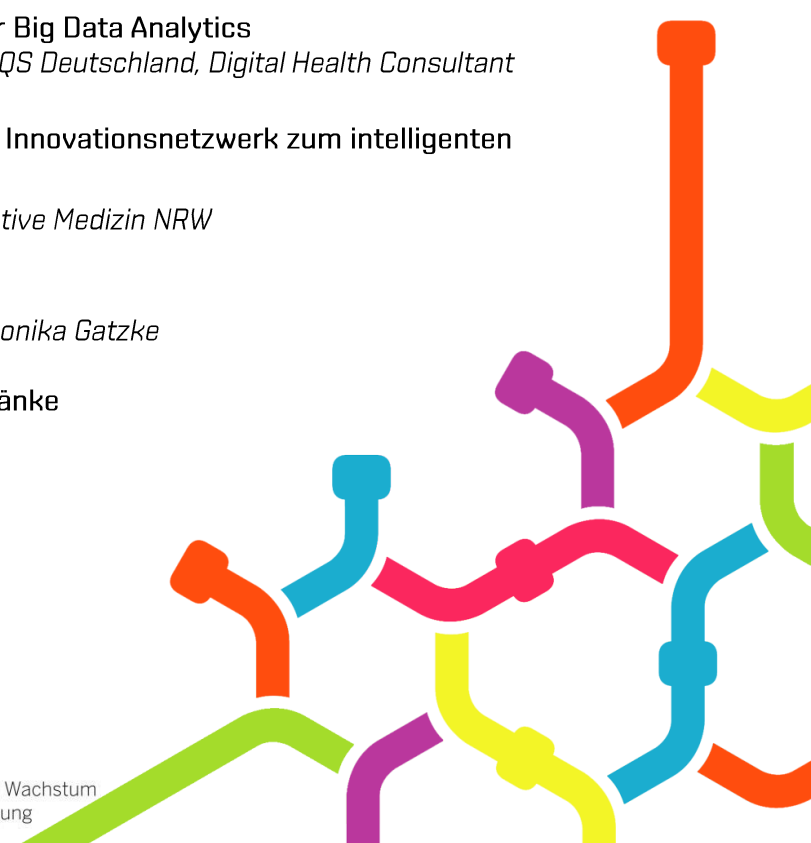 r Big Data Analytics
QS Deutschland, Digital Health Consultant
Innovationsnetzwerk zum intelligenten
tive Medizin NRW
onika Gatzke
änke
Wachstum
ung